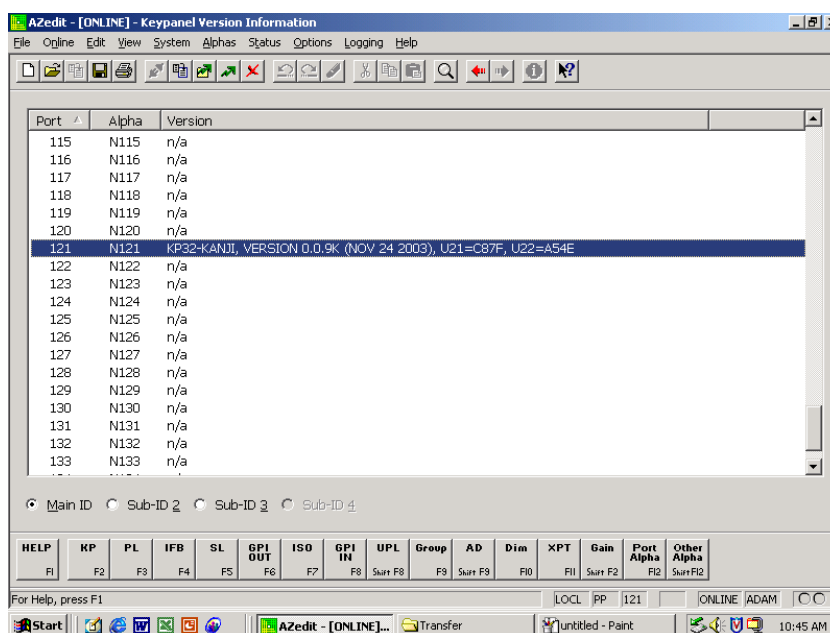 AZedit - [ONLINE] - Keypanel Version Information
File Online Edit View System Alphas Status Options Logging Help
Port Alpha Version
115 N115 n/a
116 N116 n/a
117 N117 n/a
118 N118 n/a
119 N119 n/a
120 N120 n/a
121 N121 KP32-KANJI, VERSION 0.0.9K (NOV 24 2003), U21=C87F, U22=A54E
122 N122 n/a
123 N123 n/a
124 N124 n/a
125 N125 n/a
126 N126 n/a
127 N127 n/a
128 N128 n/a
129 N129 n/a
130 N130 n/a
131 N131 n/a
132 N132 n/a
133 N133 n/a
Main ID Sub-ID 2 Sub-ID 3 Sub-ID 4
HELP KP PL IFB SL GPI OUT ISO GPI IN UPL Group AD Dim XPT Gain Port Alpha Other Alpha
F1 F2 F3 F4 F5 F6 F7 F8 Shift F8 F9 Shift F9 F10 F11 Shift F2 F12 Shift F12
For Help, press F1 LOCL PP 121 ONLINE ADAM
Start AZedit - [ONLINE]... Transfer untitled - Paint 10:45 AM